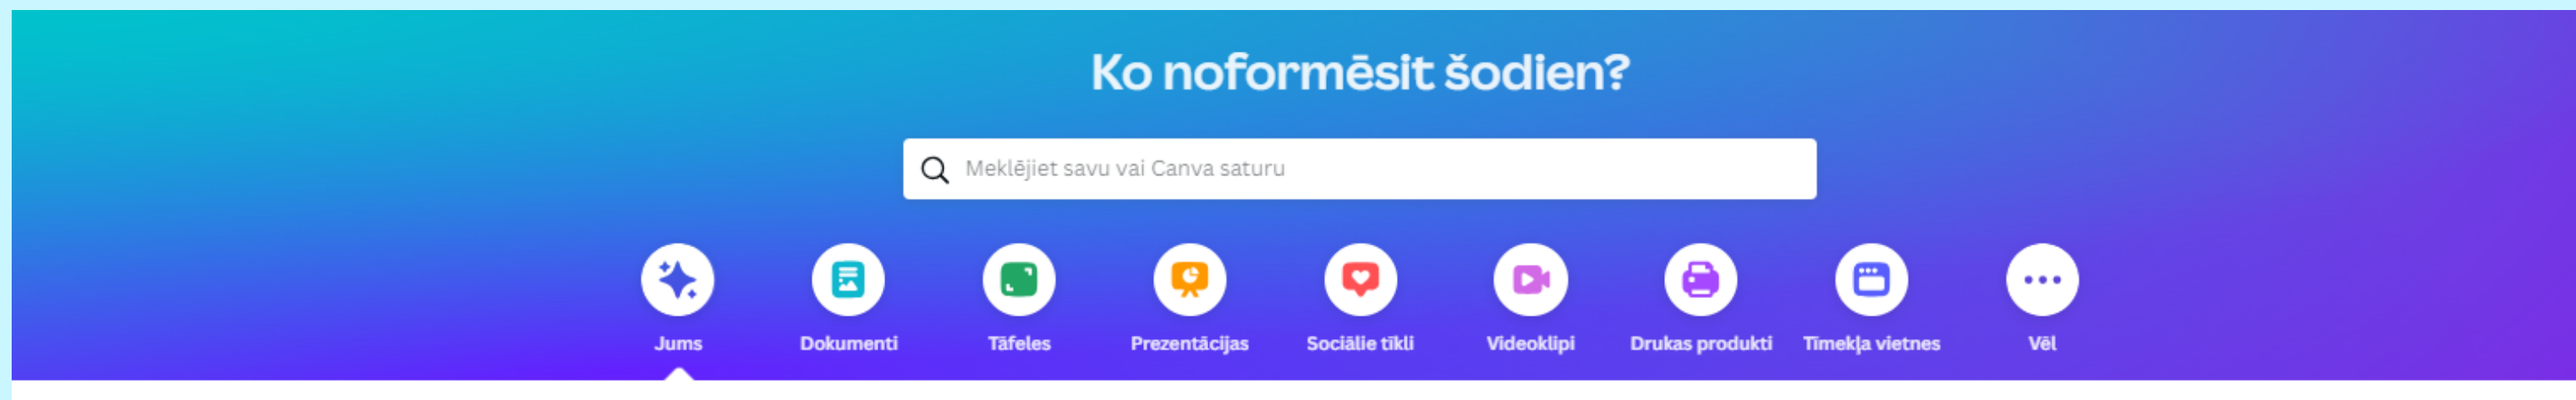 Ko noformēsit šodien?
Meklējiet savu vai Canva saturu
Jums
Dokumenti
Tāfeles
Prezentācijas
Sociālie tīkli
Videoklipi
Drukas produkti
Tīmekļa vietnes
Vēl